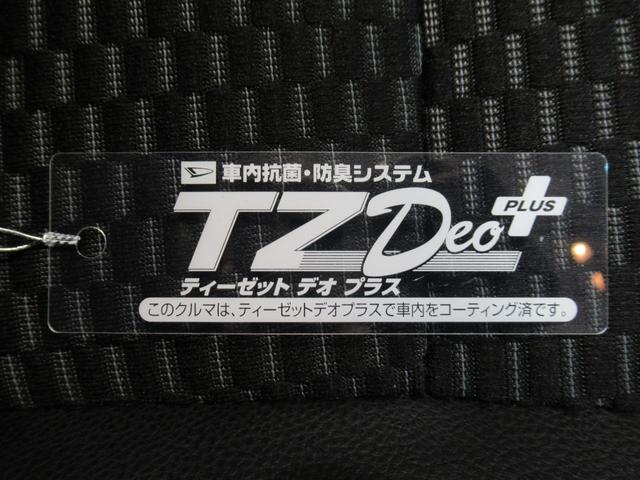 車内抗菌・防臭システム
TZ Deo PLUS
ティーゼット デオ プラス
このクルマは、ティーゼットデオプラスで車内をコーティング済です。